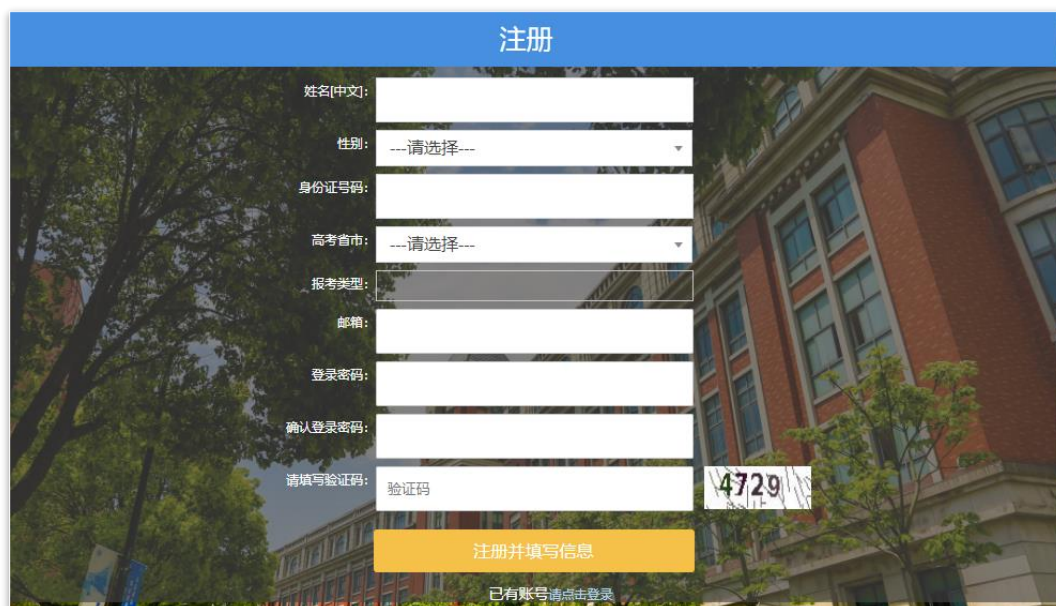 注册
姓名[中文]:
性别: ---请选择---
身份证号码:
高考省市: ---请选择---
报考类型:
邮箱:
登录密码:
确认登录密码:
请填写验证码: 验证码 4729
注册并填写信息
已有账号请点击登录